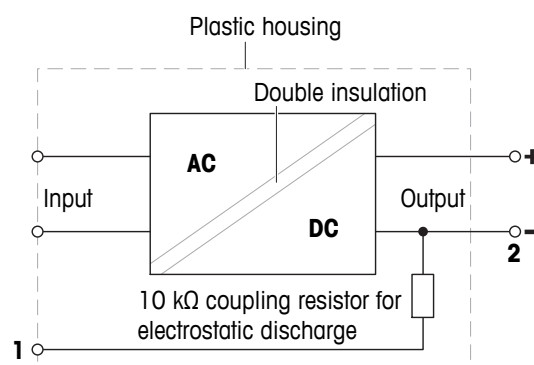 Plastic housing
Double insulation
AC
+
Input
Output
DC
-
2
10 kΩ coupling resistor for
electrostatic discharge
1